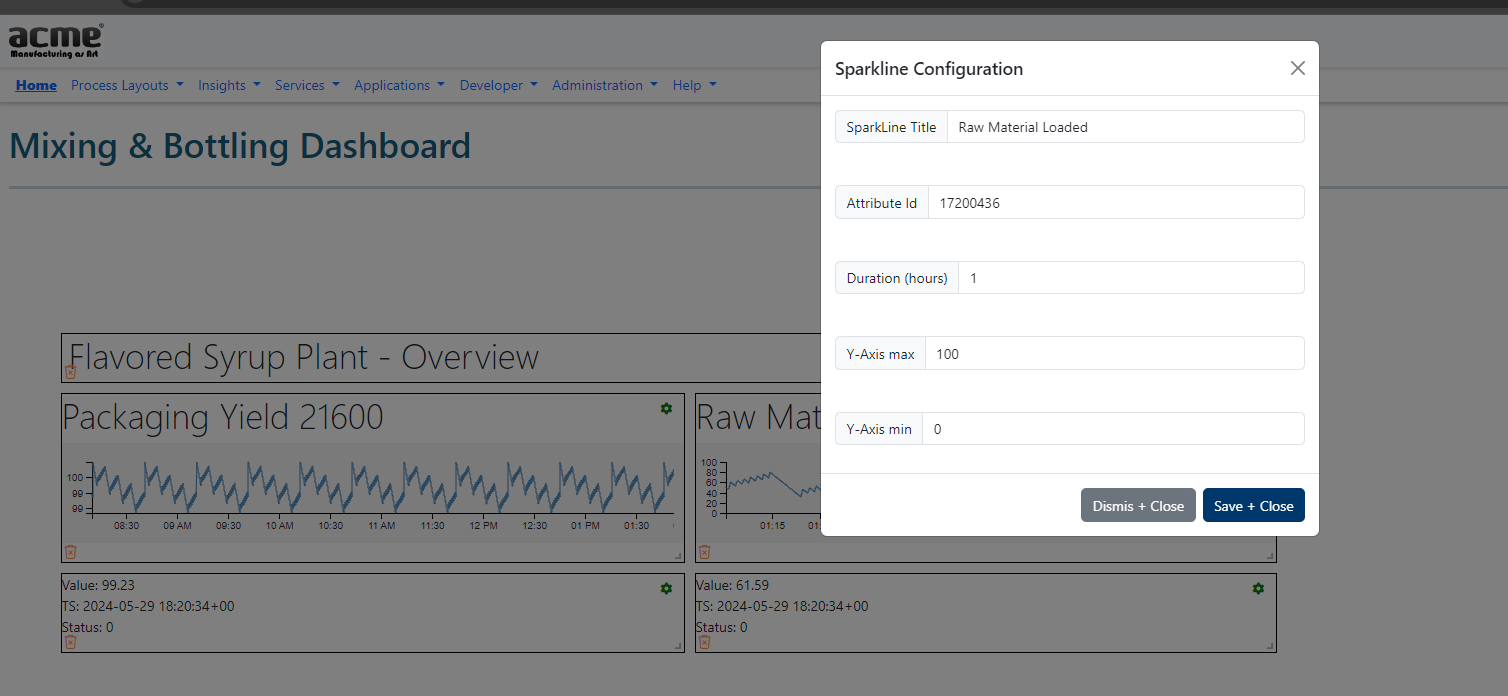 acme®
Manufacturing as Art
Home Process Layouts Insights Services Applications Developer Administration Help
Mixing & Bottling Dashboard
Sparkline Configuration
SparkLine Title Raw Material Loaded
Attribute Id 17200436
Duration (hours) 1
Y-Axis max 100
Y-Axis min 0
Dismis + Close Save + Close
Flavored Syrup Plant - Overview
Packaging Yield 21600
100
99
99
08:30 09 AM 09:30 10 AM 10:30 11 AM 11:30 12 PM 12:30 01 PM 01:30
Raw Mat
100
80
60
40
20
0
01:15 01:
Value: 99.23
TS: 2024-05-29 18:20:34+00
Status: 0
Value: 61.59
TS: 2024-05-29 18:20:34+00
Status: 0